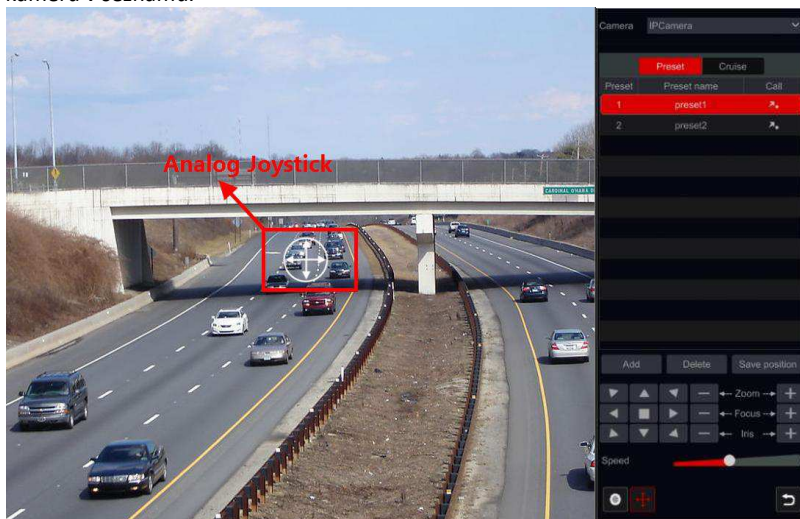 Camera IPCamera
Preset Cruise
Preset Preset name Call
1 preset1
2 preset2
Analog Joystick
CARDINAL O'HARA
Add Delete Save position
Zoom
Focus
Iris
Speed